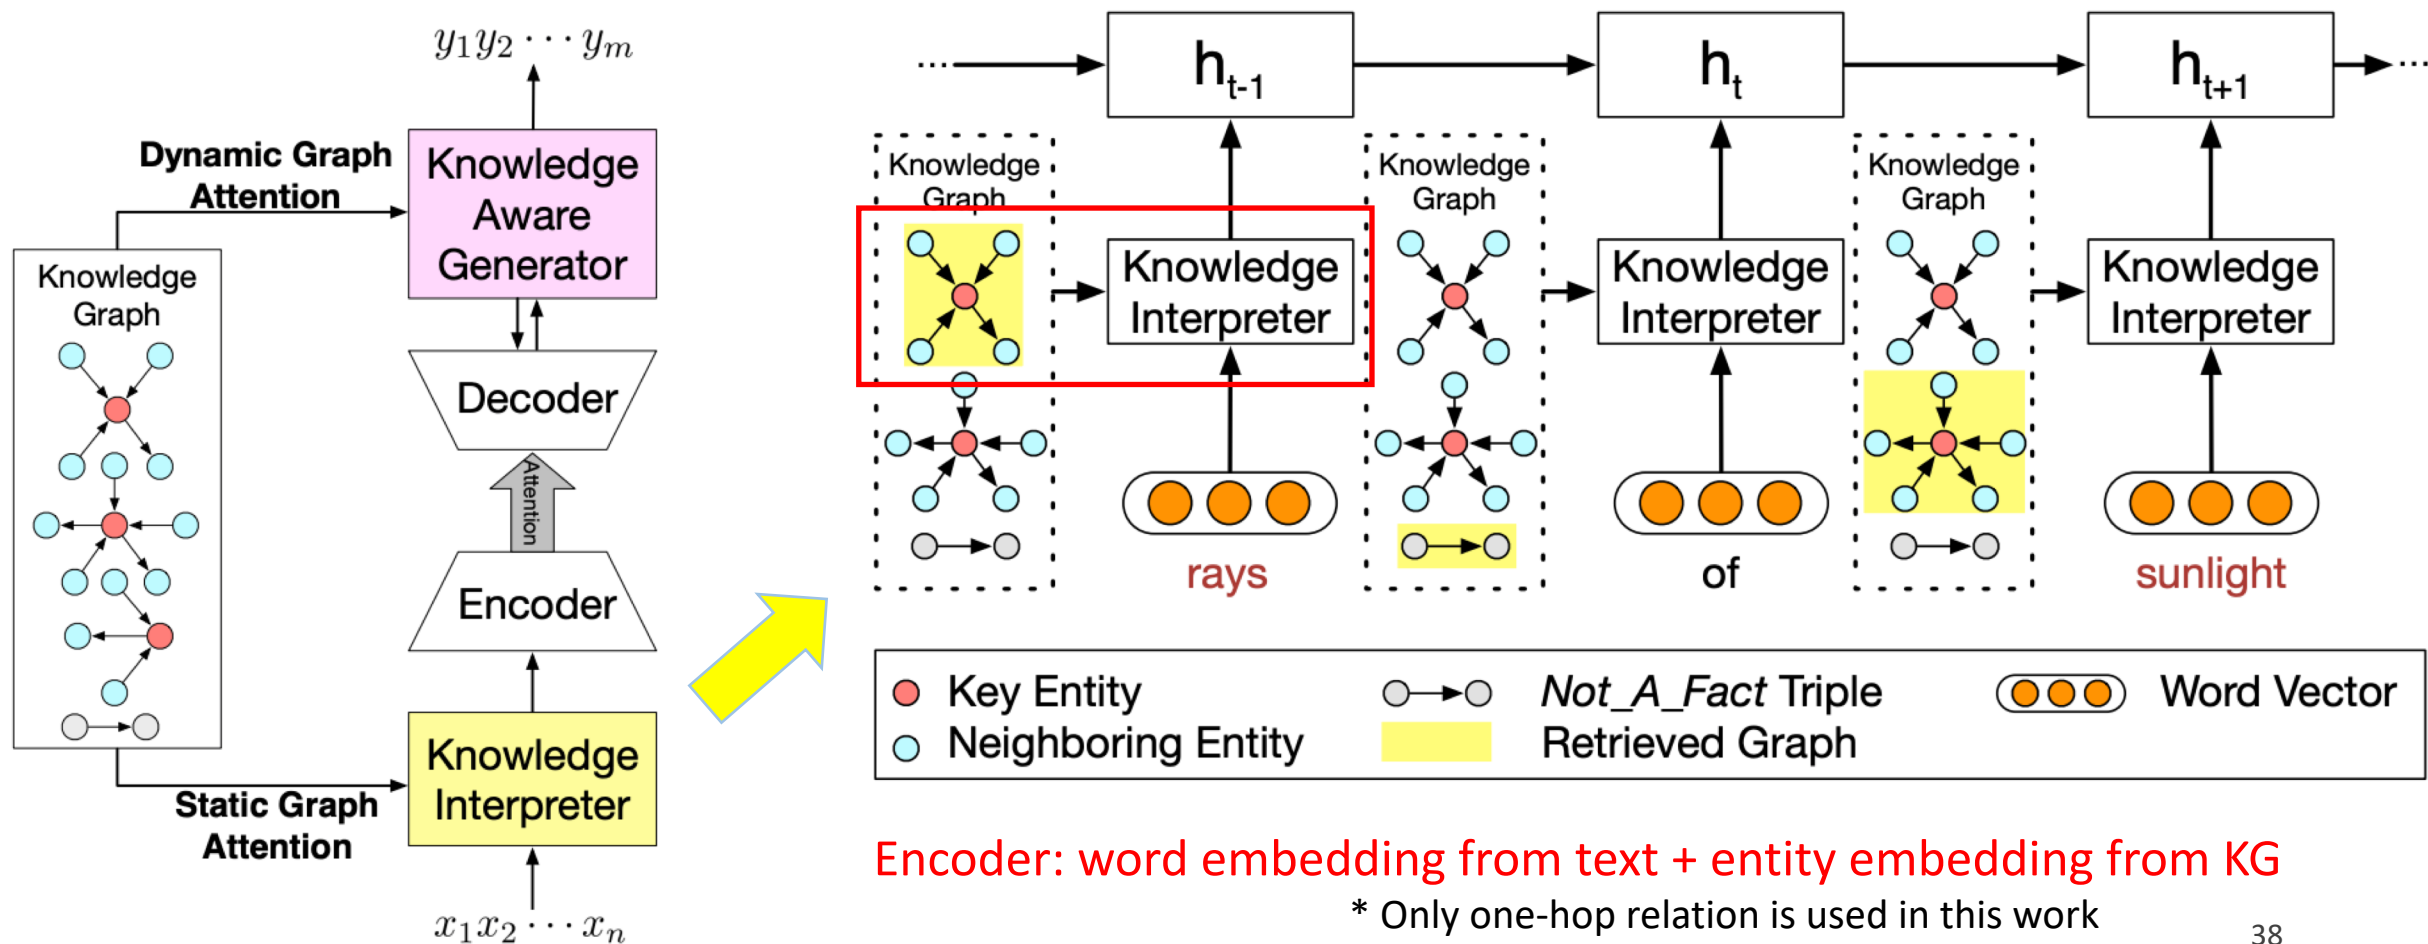 y₁y₂ ⋯ yₘ
Dynamic Graph
Attention
Knowledge
Aware
Generator
Knowledge
Graph
Decoder
Attention
Encoder
Knowledge
Interpreter
Static Graph
Attention
x₁x₂ ⋯ xₙ
... hₜ₋₁ hₜ hₜ₊₁ ...
Knowledge
Graph
Knowledge
Interpreter
rays
Knowledge
Graph
Knowledge
Interpreter
of
Knowledge
Graph
Knowledge
Interpreter
sunlight
Key Entity
Neighboring Entity
Not_A_Fact Triple
Retrieved Graph
Word Vector
Encoder: word embedding from text + entity embedding from KG
* Only one-hop relation is used in this work
38